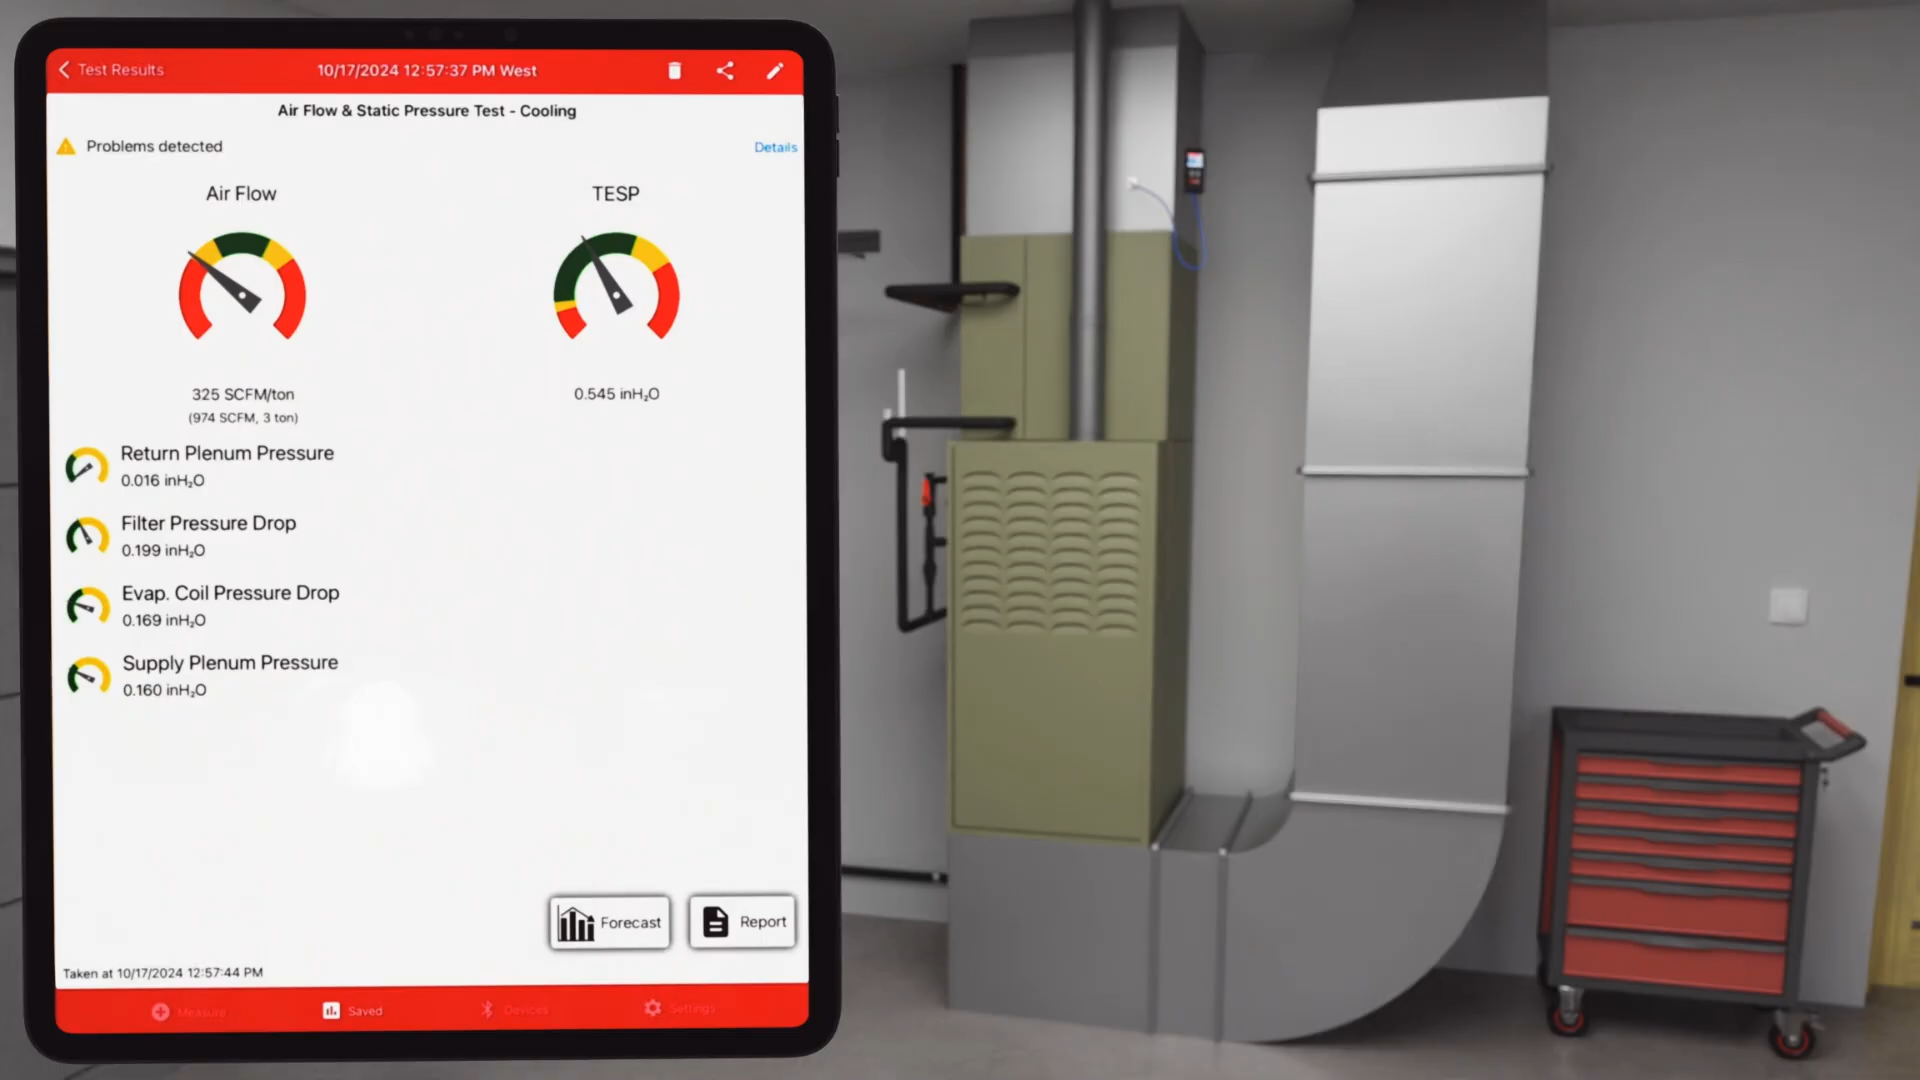 Test Results
10/17/2024 12:57:37 PM West
Air Flow & Static Pressure Test - Cooling
Problems detected
Details
Air Flow
TESP
325 SCFM/ton
(974 SCFM, 3 ton)
0.545 inH₂O
Return Plenum Pressure
0.016 inH₂O
Filter Pressure Drop
0.199 inH₂O
Evap. Coil Pressure Drop
0.169 inH₂O
Supply Plenum Pressure
0.160 inH₂O
Forecast
Report
Taken at 10/17/2024 12:57:44 PM
Measure
Saved
Devices
Settings